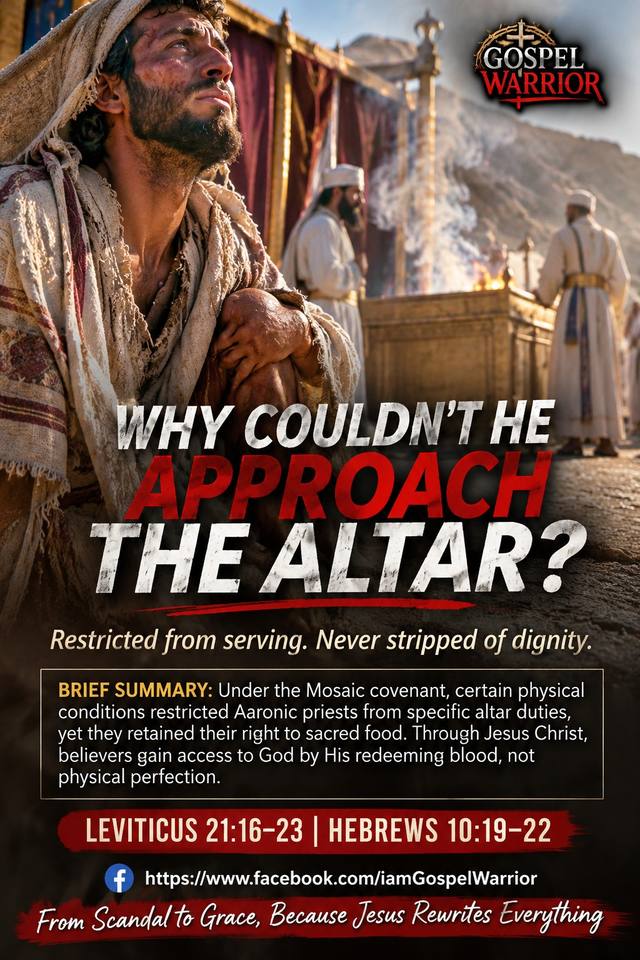 GOSPEL
WARRIOR
WHY COULDN'T HE
APPROACH
THE ALTAR?
Restricted from serving. Never stripped of dignity.
BRIEF SUMMARY: Under the Mosaic covenant, certain physical
conditions restricted Aaronic priests from specific altar duties,
yet they retained their right to sacred food. Through Jesus Christ,
believers gain access to God by His redeeming blood, not
physical perfection.
LEVITICUS 21:16–23 | HEBREWS 10:19–22
https://www.facebook.com/iamGospelWarrior
From Scandal to Grace, Because Jesus Rewrites Everything